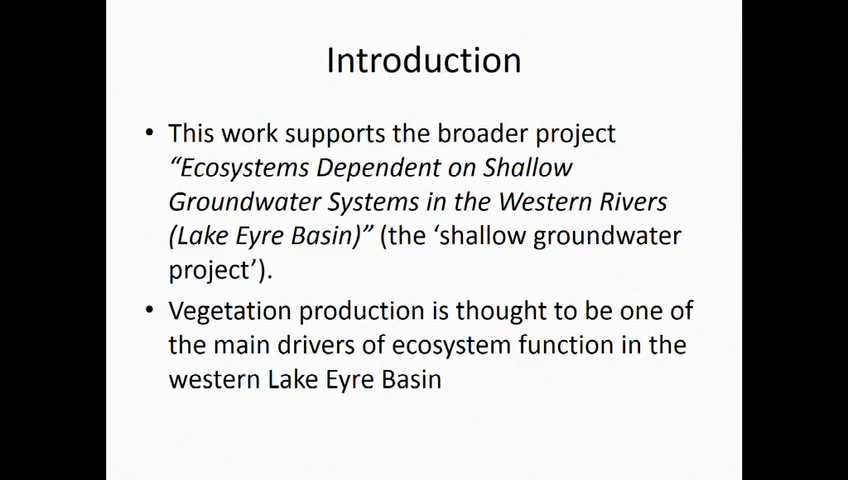 Introduction
• This work supports the broader project
“Ecosystems Dependent on Shallow
Groundwater Systems in the Western Rivers
(Lake Eyre Basin)” (the ‘shallow groundwater
project’).
• Vegetation production is thought to be one of
the main drivers of ecosystem function in the
western Lake Eyre Basin